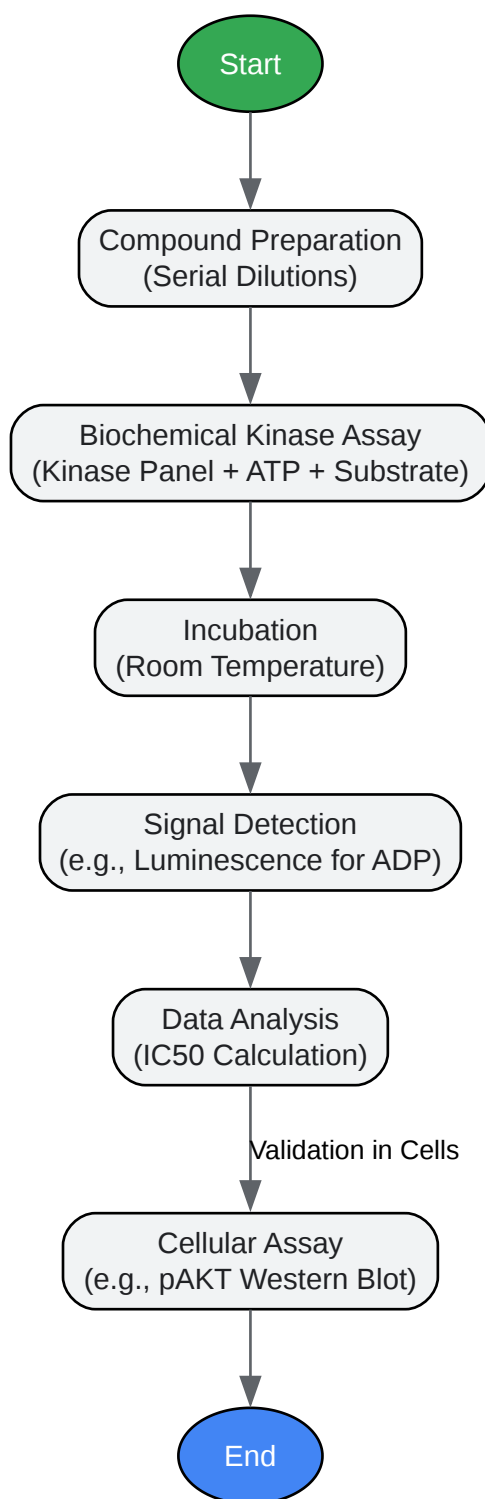 Start
Compound Preparation
(Serial Dilutions)
Biochemical Kinase Assay
(Kinase Panel + ATP + Substrate)
Incubation
(Room Temperature)
Signal Detection
(e.g., Luminescence for ADP)
Data Analysis
(IC50 Calculation)
Validation in Cells
Cellular Assay
(e.g., pAKT Western Blot)
End